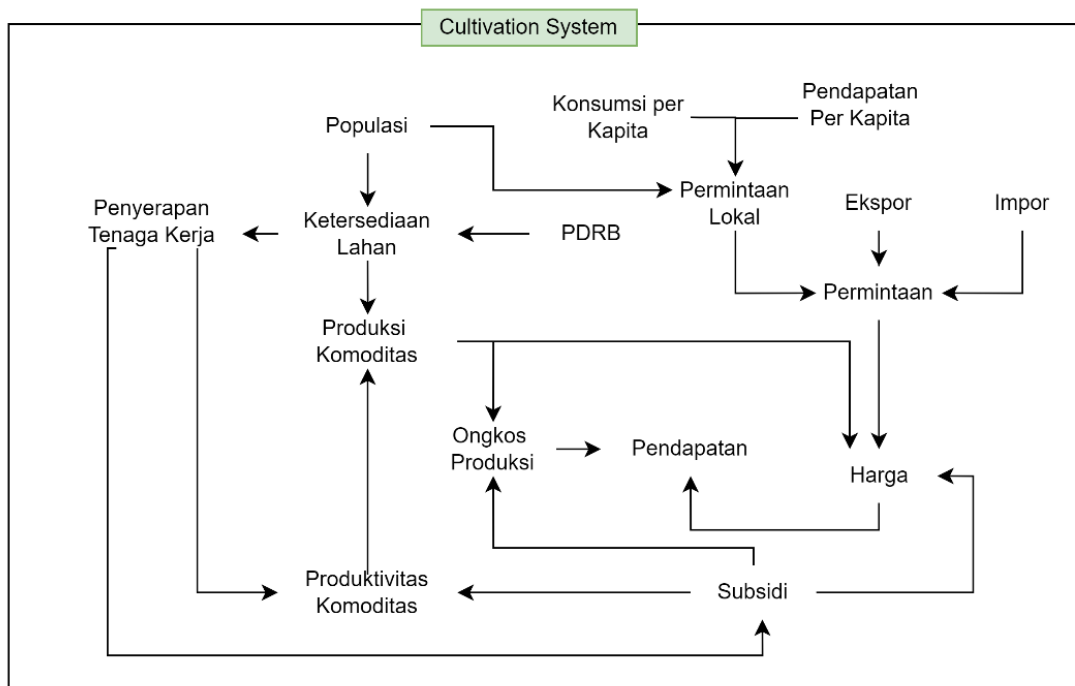 Cultivation System
Konsumsi per
Kapita
Pendapatan
Per Kapita
Populasi
Permintaan
Lokal
Ekspor
Impor
Penyerapan
Tenaga Kerja
Ketersediaan
Lahan
PDRB
Permintaan
Produksi
Komoditas
Ongkos
Produksi
Pendapatan
Harga
Produktivitas
Komoditas
Subsidi